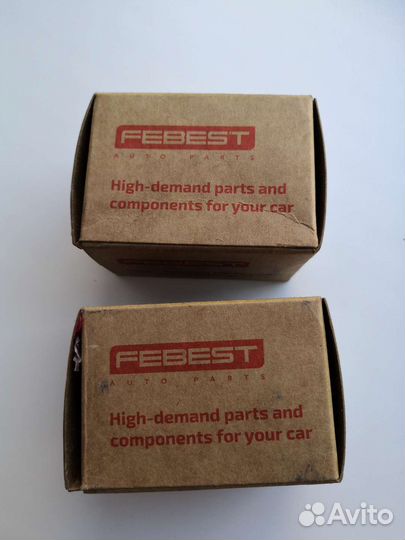 FEBEST
AUTO PARTS
High-demand parts and
components for your car
FEBEST
AUTO PARTS
High-demand parts and
components for your car
Avito